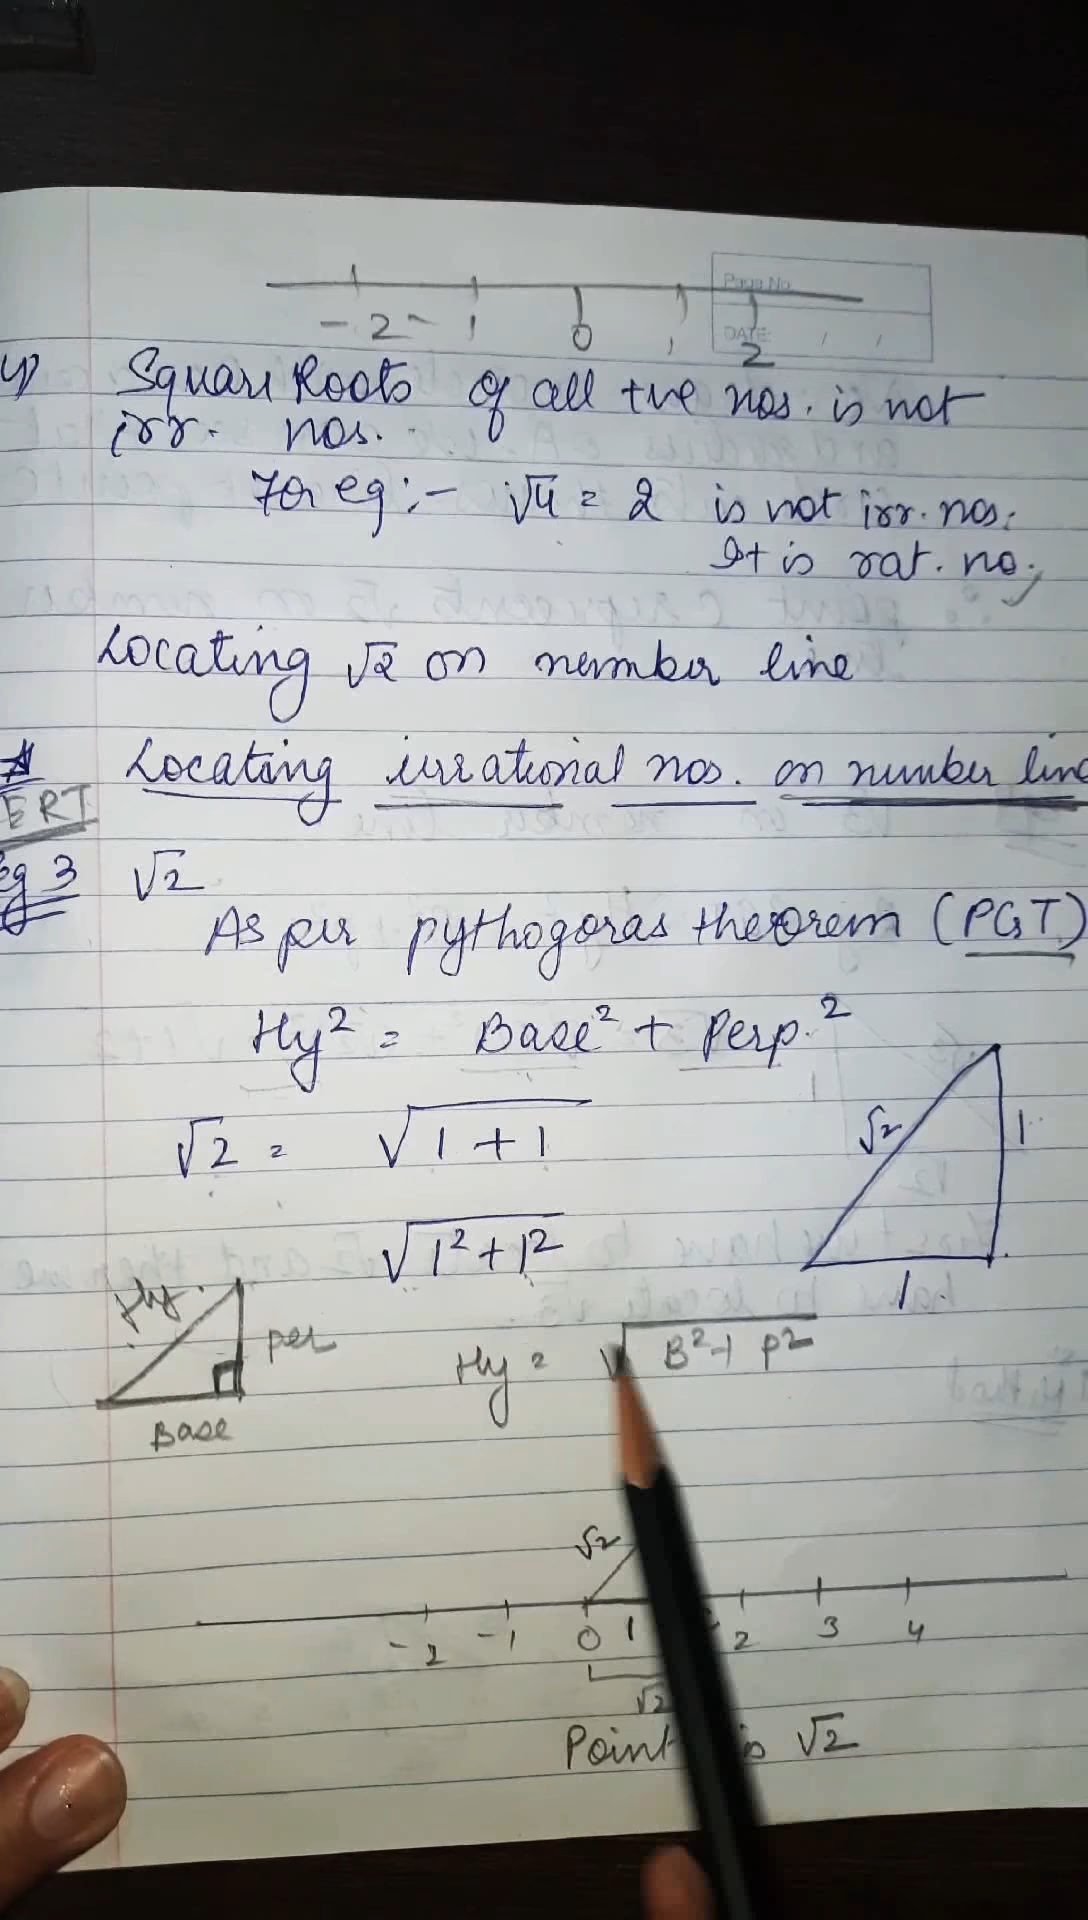 Page No.
DATE: / /
-2 -1 0 1 2
4) Square Roots of all +ve nos. is not
irr. nos.
For eg:- √4 = 2 is not irr. nos.
It is rat. no.
Locating √2 on number line
Locating irrational nos. on number line
ERT
eg 3 √2
As per pythogoras theorem (PGT)
Hy² = Base² + Perp.²
√2 = √1 + 1
√2 1
√1² + 1²
1
Hy. per
Base
Hy = √B² + P²
√2
-2 -1 0 1 2 3 4
√2
Point is √2